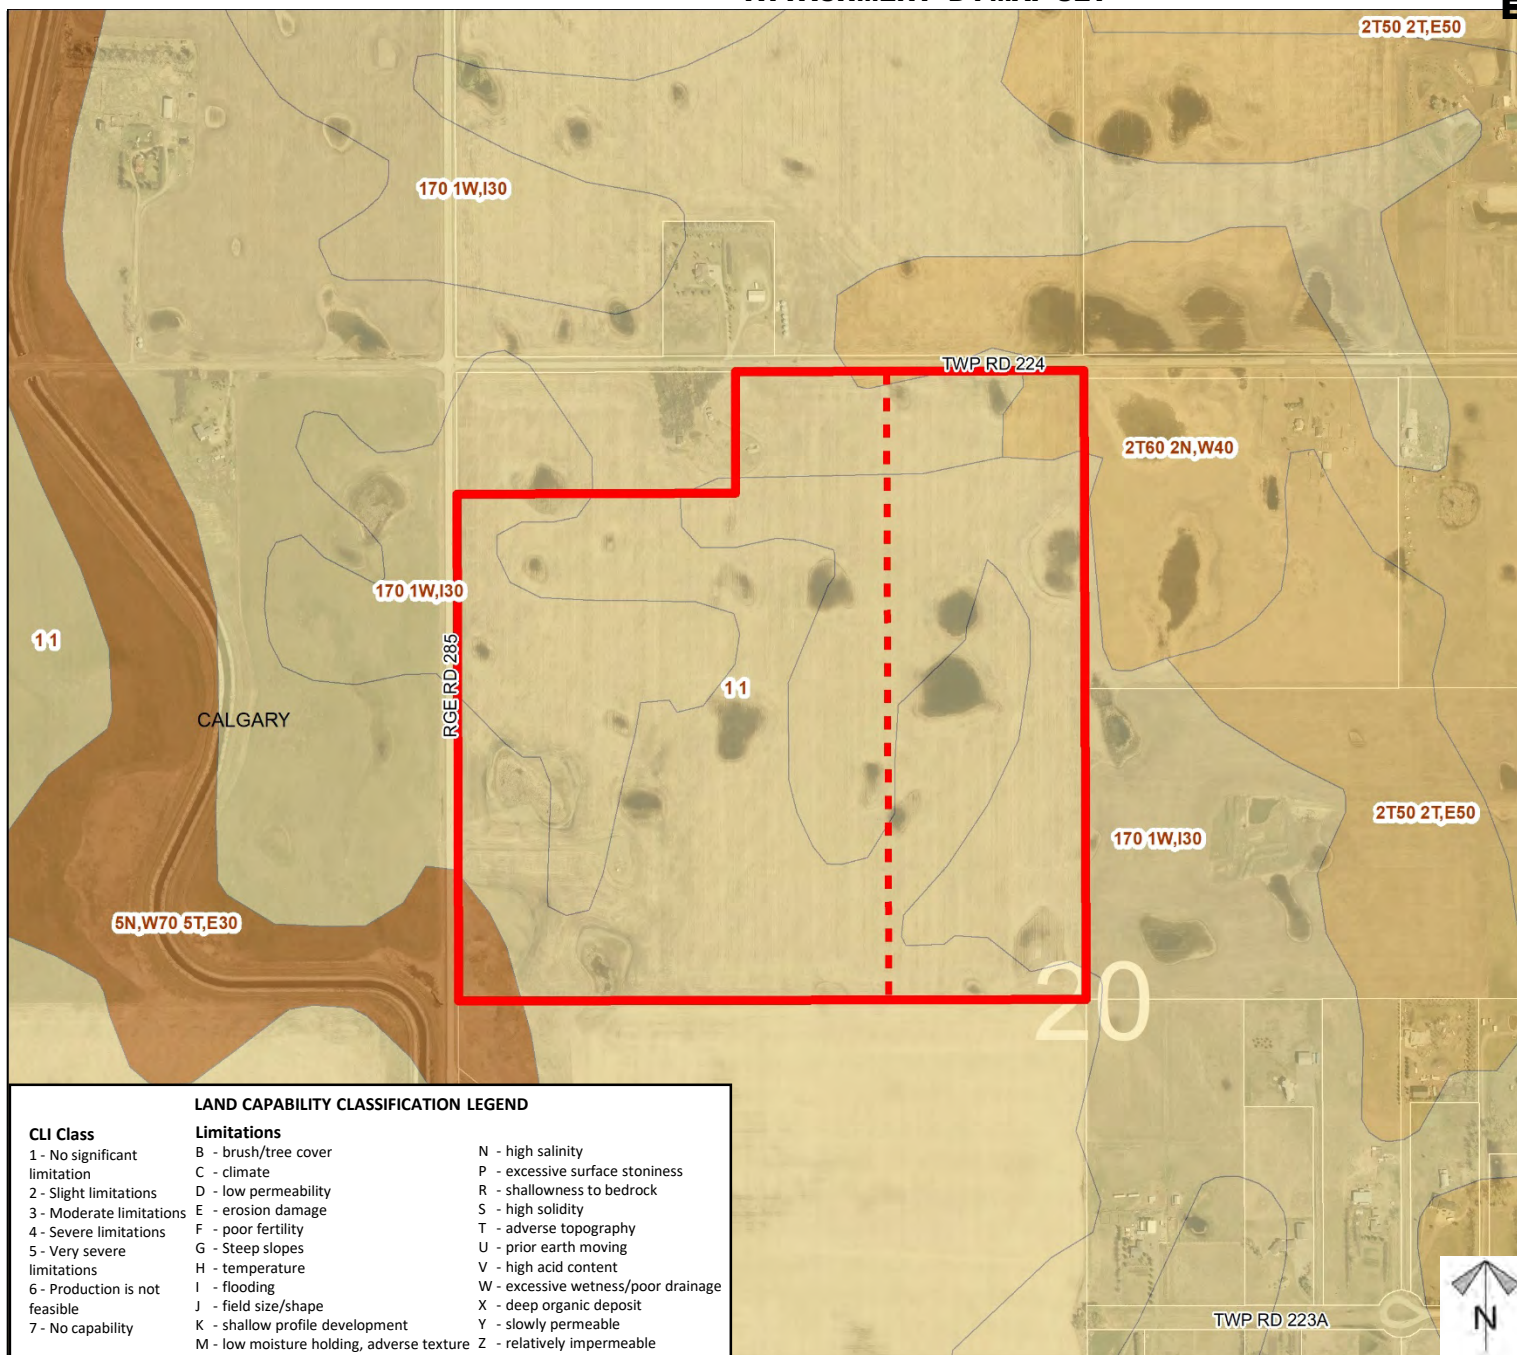 2T50 2T,E50
170 1W,I30
TWP RD 224
2T60 2N,W40
170 1W,I30
1 1
RGE RD 285
1 1
CALGARY
2T50 2T,E50
170 1W,I30
5N,W70 5T,E30
20
LAND CAPABILITY CLASSIFICATION LEGEND
CLI Class
1 - No significant
limitation
2 - Slight limitations
3 - Moderate limitations
4 - Severe limitations
5 - Very severe
limitations
6 - Production is not
feasible
7 - No capability
Limitations
B - brush/tree cover
C - climate
D - low permeability
E - erosion damage
F - poor fertility
G - Steep slopes
H - temperature
I - flooding
J - field size/shape
K - shallow profile development
M - low moisture holding, adverse texture
N - high salinity
P - excessive surface stoniness
R - shallowness to bedrock
S - high solidity
T - adverse topography
U - prior earth moving
V - high acid content
W - excessive wetness/poor drainage
X - deep organic deposit
Y - slowly permeable
Z - relatively impermeable
TWP RD 223A
N